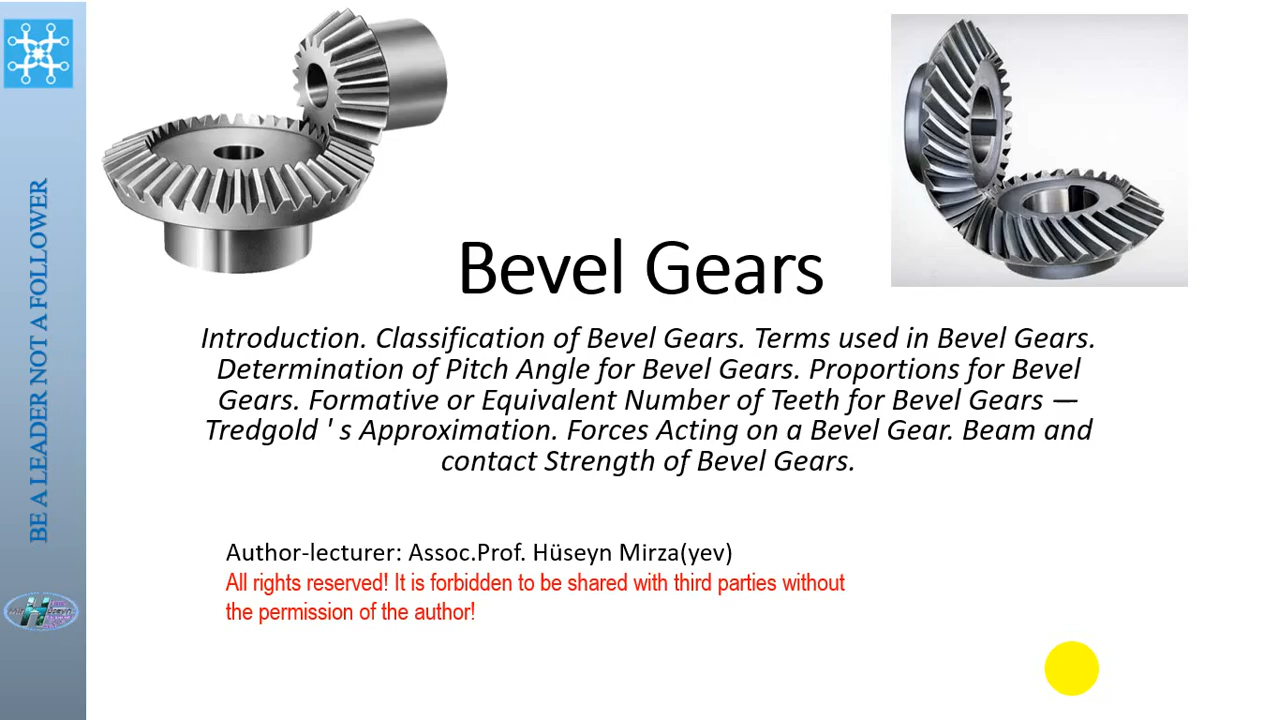 BE A LEADER NOT A FOLLOWER
Bevel Gears
Introduction. Classification of Bevel Gears. Terms used in Bevel Gears.
Determination of Pitch Angle for Bevel Gears. Proportions for Bevel
Gears. Formative or Equivalent Number of Teeth for Bevel Gears —
Tredgold ' s Approximation. Forces Acting on a Bevel Gear. Beam and
contact Strength of Bevel Gears.
Author-lecturer: Assoc.Prof. Hüseyn Mirza(yev)
All rights reserved! It is forbidden to be shared with third parties without
the permission of the author!